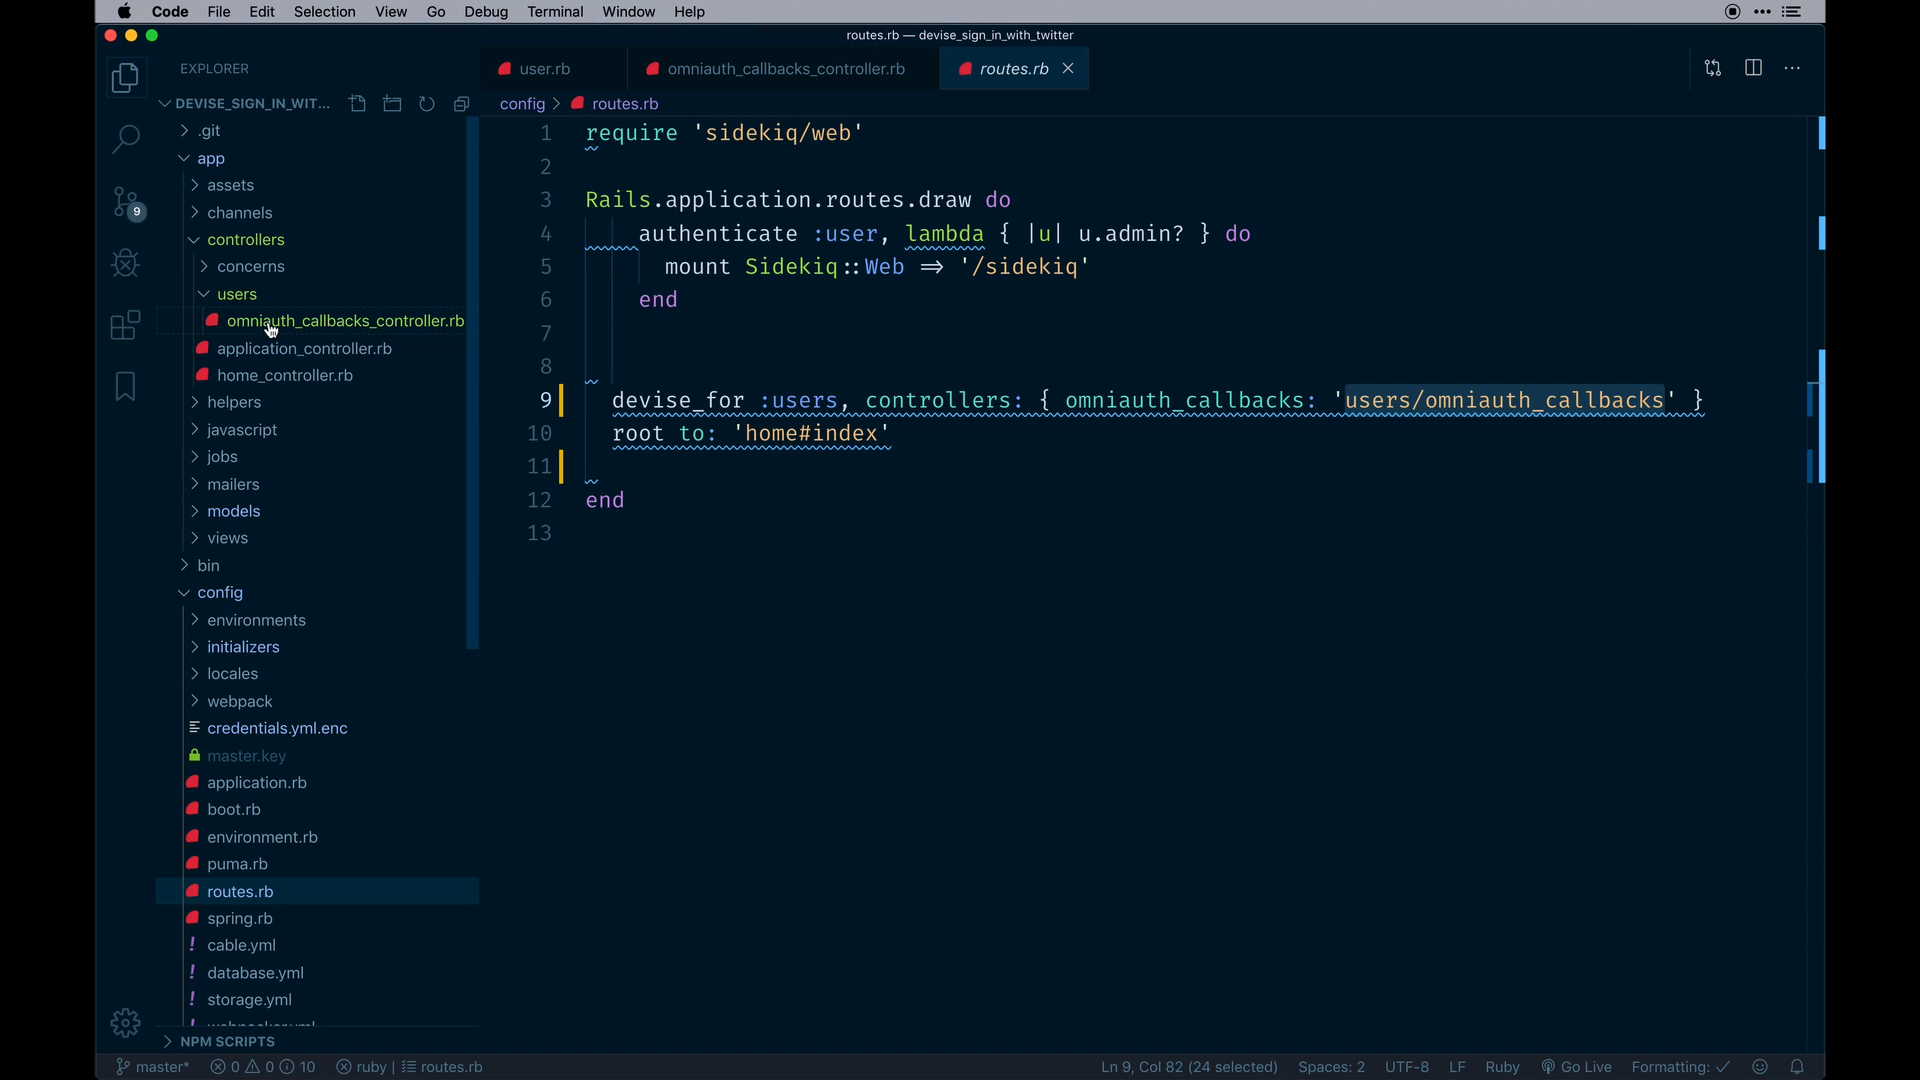 Code File Edit Selection View Go Debug Terminal Window Help
routes.rb — devise_sign_in_with_twitter
EXPLORER
user.rb
omniauth_callbacks_controller.rb
routes.rb
DEVISE_SIGN_IN_WIT...
config > routes.rb
.git
app
assets
channels
9
controllers
concerns
users
omniauth_callbacks_controller.rb
application_controller.rb
home_controller.rb
helpers
javascript
jobs
mailers
models
views
bin
config
environments
initializers
locales
webpack
credentials.yml.enc
master.key
application.rb
boot.rb
environment.rb
puma.rb
routes.rb
spring.rb
! cable.yml
! database.yml
! storage.yml
NPM SCRIPTS
1 require 'sidekiq/web'
2
3 Rails.application.routes.draw do
4 authenticate :user, lambda { |u| u.admin? } do
5 mount Sidekiq::Web => '/sidekiq'
6 end
7
8
9 devise_for :users, controllers: { omniauth_callbacks: 'users/omniauth_callbacks' }
10 root to: 'home#index'
11
12 end
13
master* 0 0 10 ruby | routes.rb
Ln 9, Col 82 (24 selected) Spaces: 2 UTF-8 LF Ruby Go Live Formatting: ✓